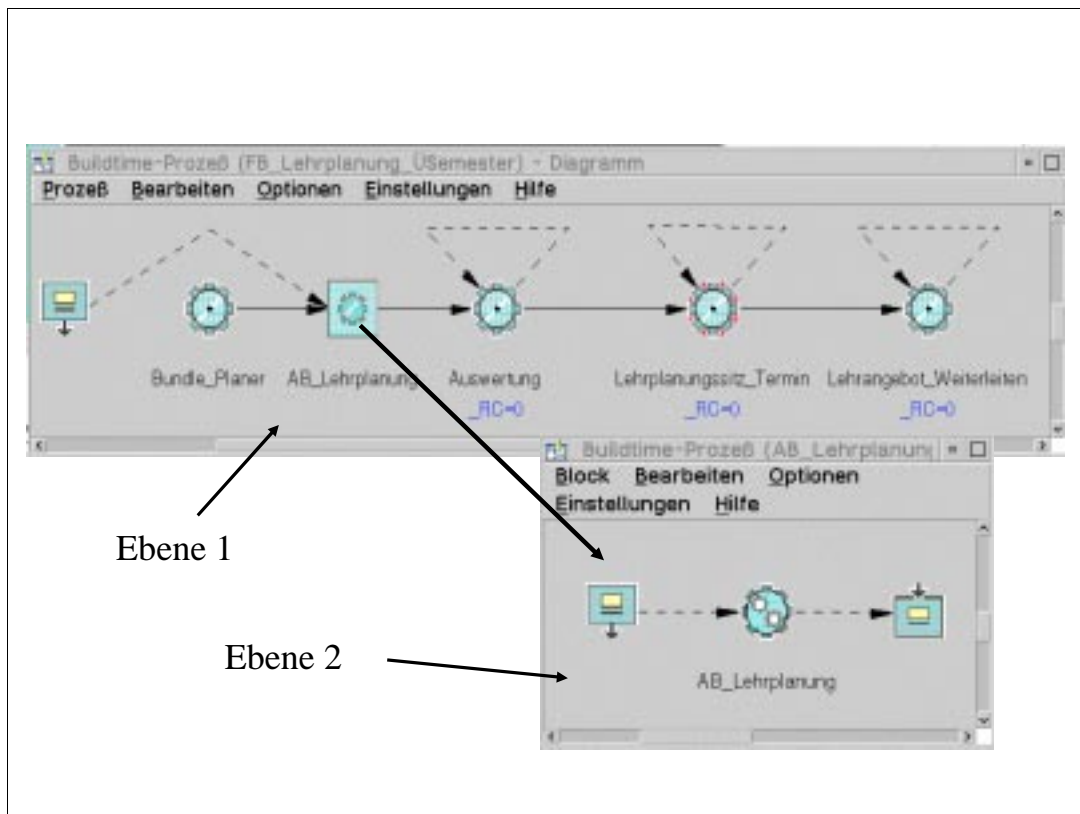 Buildtime-Prozeß (FB_Lehrplanung_ÜSemester) - Diagramm
Prozeß Bearbeiten Optionen Einstellungen Hilfe
Bundle_Planer AB_Lehrplanung Auswertung Lehrplanungssitz_Termin Lehrangebot_Weiterleiten
_RC=0 _RC=0 _RC=0
Buildtime-Prozeß (AB_Lehrplanung
Block Bearbeiten Optionen
Einstellungen Hilfe
Ebene 1
Ebene 2
AB_Lehrplanung